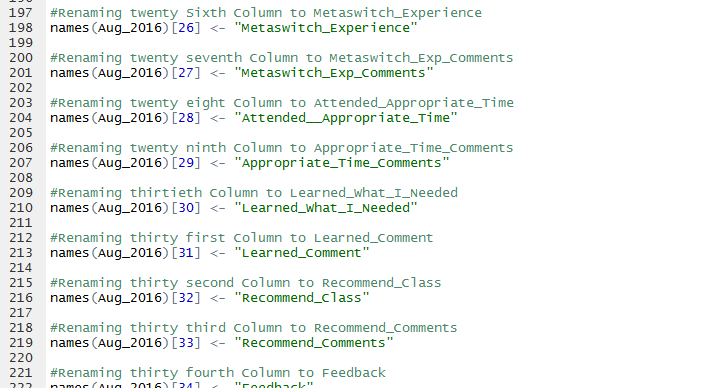 197 #Renaming twenty Sixth Column to Metaswitch_Experience
198 names(Aug_2016)[26] <- "Metaswitch_Experience"
199
200 #Renaming twenty seventh Column to Metaswitch_Exp_Comments
201 names(Aug_2016)[27] <- "Metaswitch_Exp_Comments"
202
203 #Renaming twenty eight Column to Attended_Appropriate_Time
204 names(Aug_2016)[28] <- "Attended__Appropriate_Time"
205
206 #Renaming twenty ninth Column to Appropriate_Time_Comments
207 names(Aug_2016)[29] <- "Appropriate_Time_Comments"
208
209 #Renaming thirtieth Column to Learned_What_I_Needed
210 names(Aug_2016)[30] <- "Learned_What_I_Needed"
211
212 #Renaming thirty first Column to Learned_Comment
213 names(Aug_2016)[31] <- "Learned_Comment"
214
215 #Renaming thirty second Column to Recommend_Class
216 names(Aug_2016)[32] <- "Recommend_Class"
217
218 #Renaming thirty third Column to Recommend_Comments
219 names(Aug_2016)[33] <- "Recommend_Comments"
220
221 #Renaming thirty fourth Column to Feedback
222 names(Aug_2016)[34] <- "Feedback"